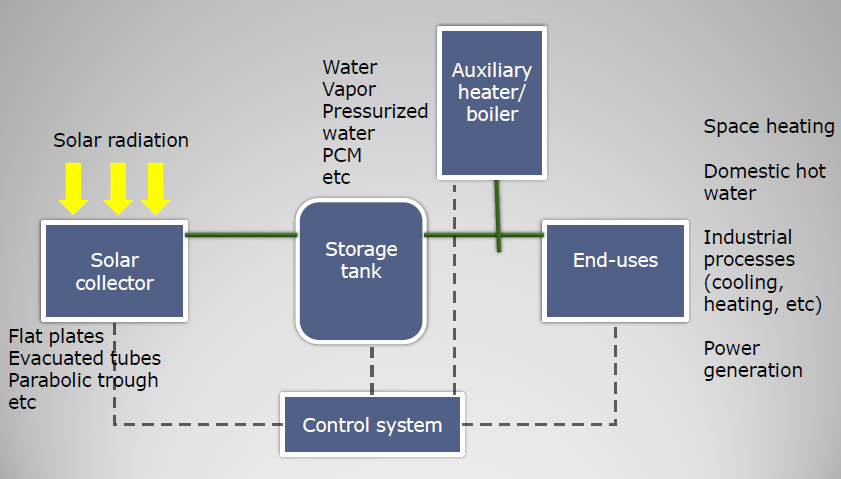 Solar radiation
Solar
collector
Flat plates
Evacuated tubes
Parabolic trough
etc
Water
Vapor
Pressurized
water
PCM
etc
Storage
tank
Auxiliary
heater/
boiler
Control system
End-uses
Space heating
Domestic hot
water
Industrial
processes
(cooling,
heating, etc)
Power
generation